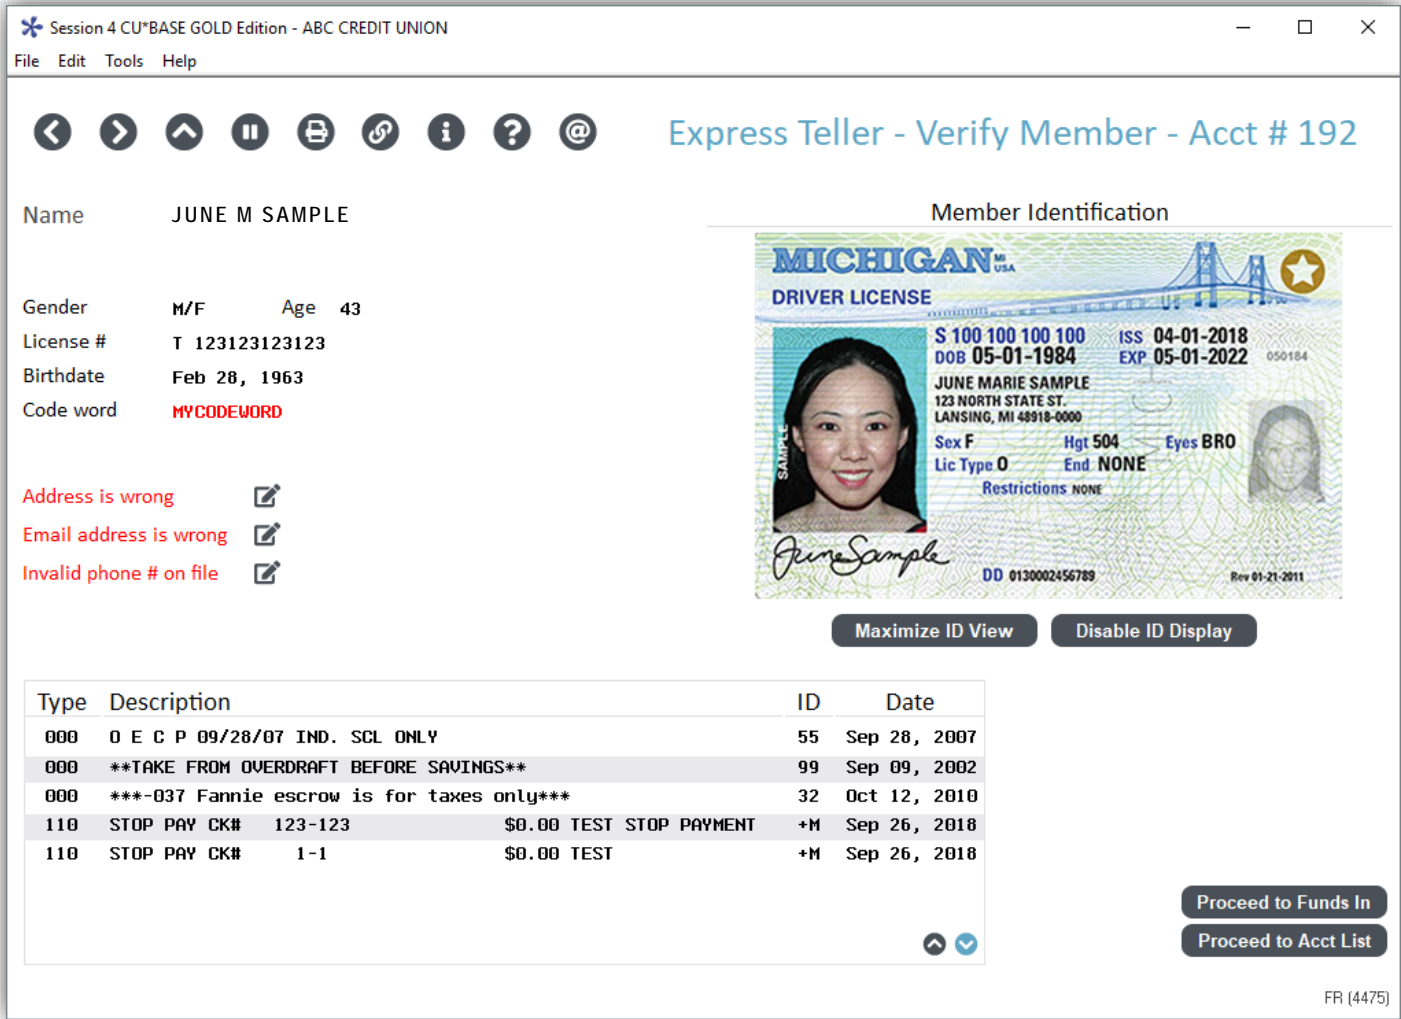 Session 4 CU*BASE GOLD Edition - ABC CREDIT UNION
File Edit Tools Help
Express Teller - Verify Member - Acct # 192
Name JUNE M SAMPLE
Gender M/F Age 43
License # T 123123123123
Birthdate Feb 28, 1963
Code word MYCODEWORD
Address is wrong
Email address is wrong
Invalid phone # on file
Member Identification
MICHIGAN MI USA
DRIVER LICENSE
S 100 100 100 100 ISS 04-01-2018
DOB 05-01-1984 EXP 05-01-2022 050184
JUNE MARIE SAMPLE
123 NORTH STATE ST.
LANSING, MI 48918-0000
Sex F Hgt 504 Eyes BRO
Lic Type O End NONE
Restrictions NONE
SAMPLE
June Sample
DD 0130002456789 Rev 01-21-2011
Maximize ID View Disable ID Display
Type Description ID Date
000 O E C P 09/28/07 IND. SCL ONLY 55 Sep 28, 2007
000 **TAKE FROM OVERDRAFT BEFORE SAVINGS** 99 Sep 09, 2002
000 ***-037 Fannie escrow is for taxes only*** 32 Oct 12, 2010
110 STOP PAY CK# 123-123 $0.00 TEST STOP PAYMENT +M Sep 26, 2018
110 STOP PAY CK# 1-1 $0.00 TEST +M Sep 26, 2018
Proceed to Funds In
Proceed to Acct List
FR (4475)